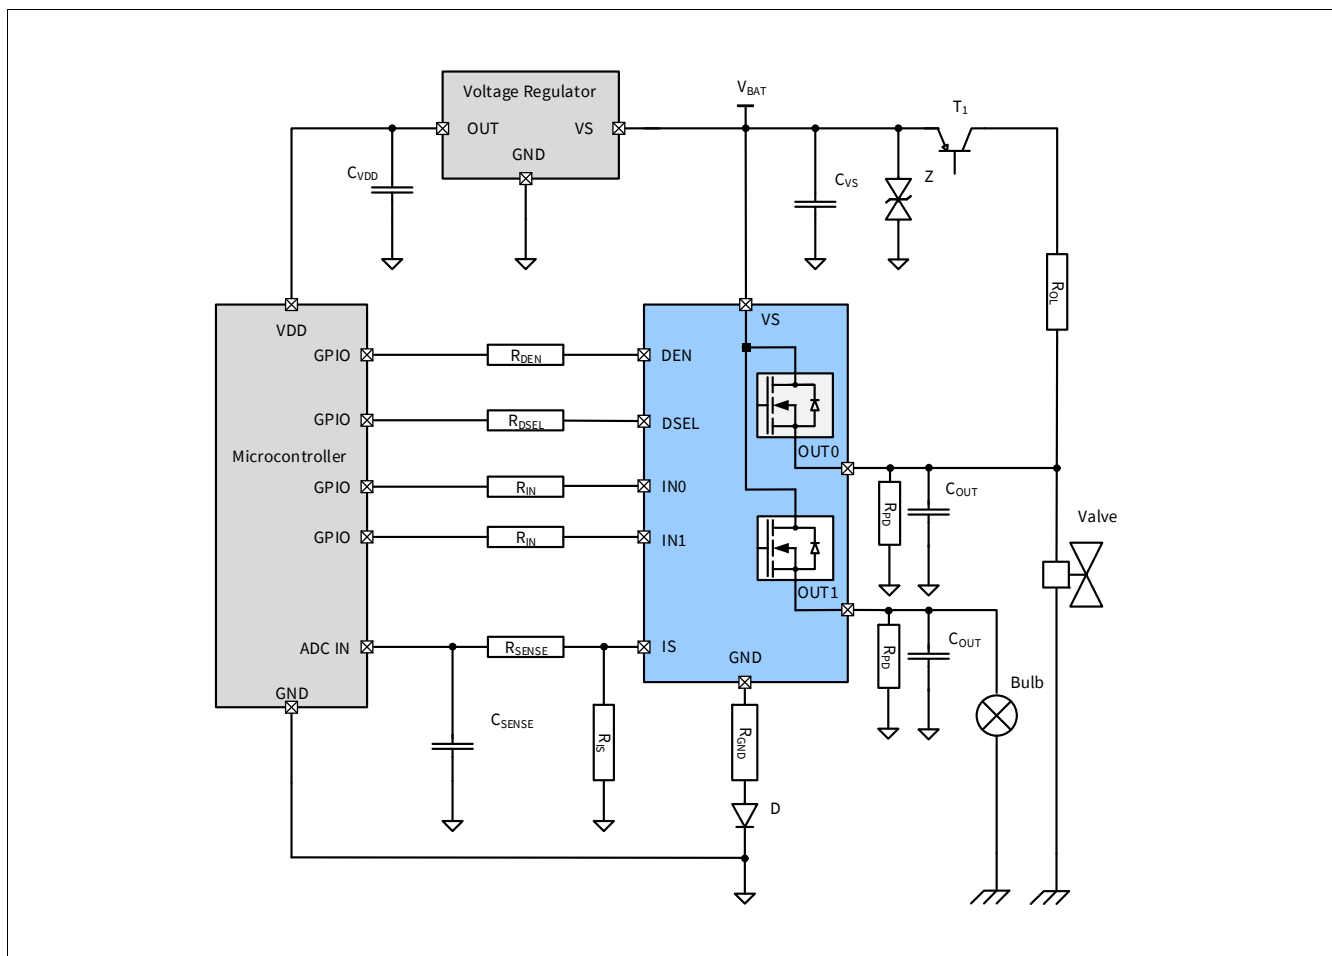 Voltage Regulator
OUT
VS
GND
VBAT
T1
CVDD
CVS
Z
ROL
VDD
VS
GPIO
RDEN
DEN
GPIO
RDSEL
DSEL
OUT0
Microcontroller
GPIO
RIN
IN0
RPD
COUT
Valve
GPIO
RIN
IN1
OUT1
ADC IN
RSENSE
IS
GND
RPD
COUT
Bulb
GND
CSENSE
RIS
RGND
D